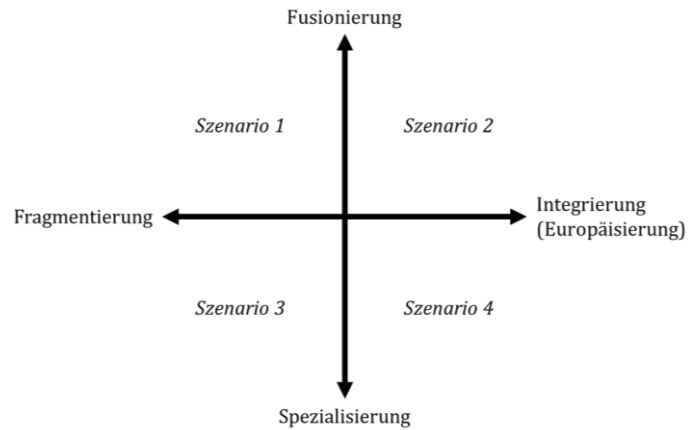 Fusionierung
Szenario 1
Szenario 2
Fragmentierung
Integrierung
(Europäisierung)
Szenario 3
Szenario 4
Spezialisierung